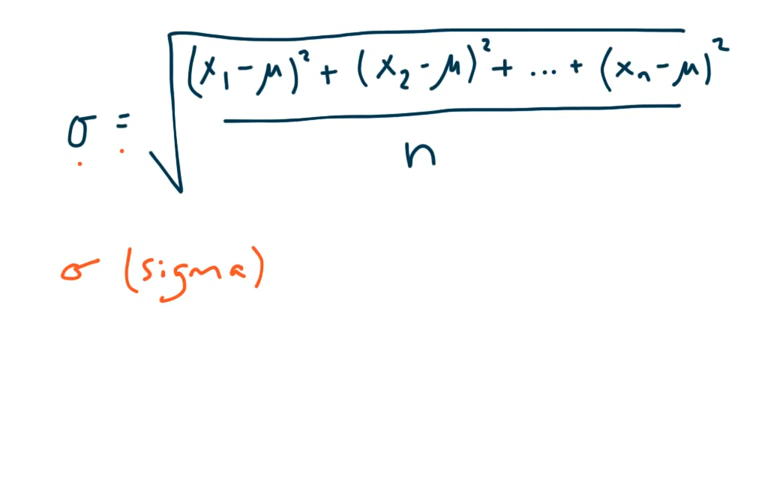 σ = √((x₁ - μ)² + (x₂ - μ)² + ... + (xₙ - μ)² / n)
σ (sigma)